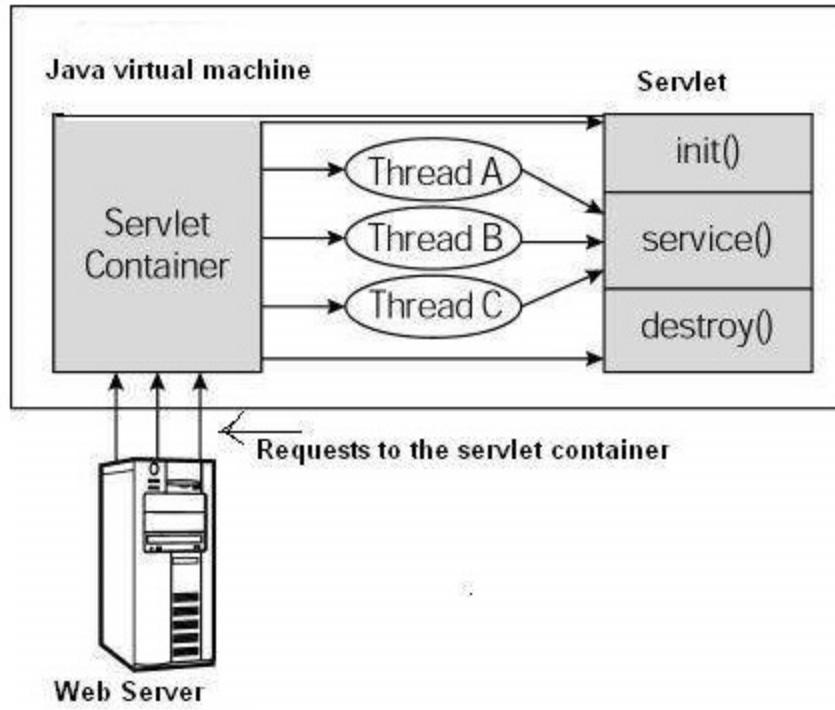 Java virtual machine
Servlet
init()
Thread A
Servlet
Container
Thread B
service()
Thread C
destroy()
Requests to the servlet container
Web Server